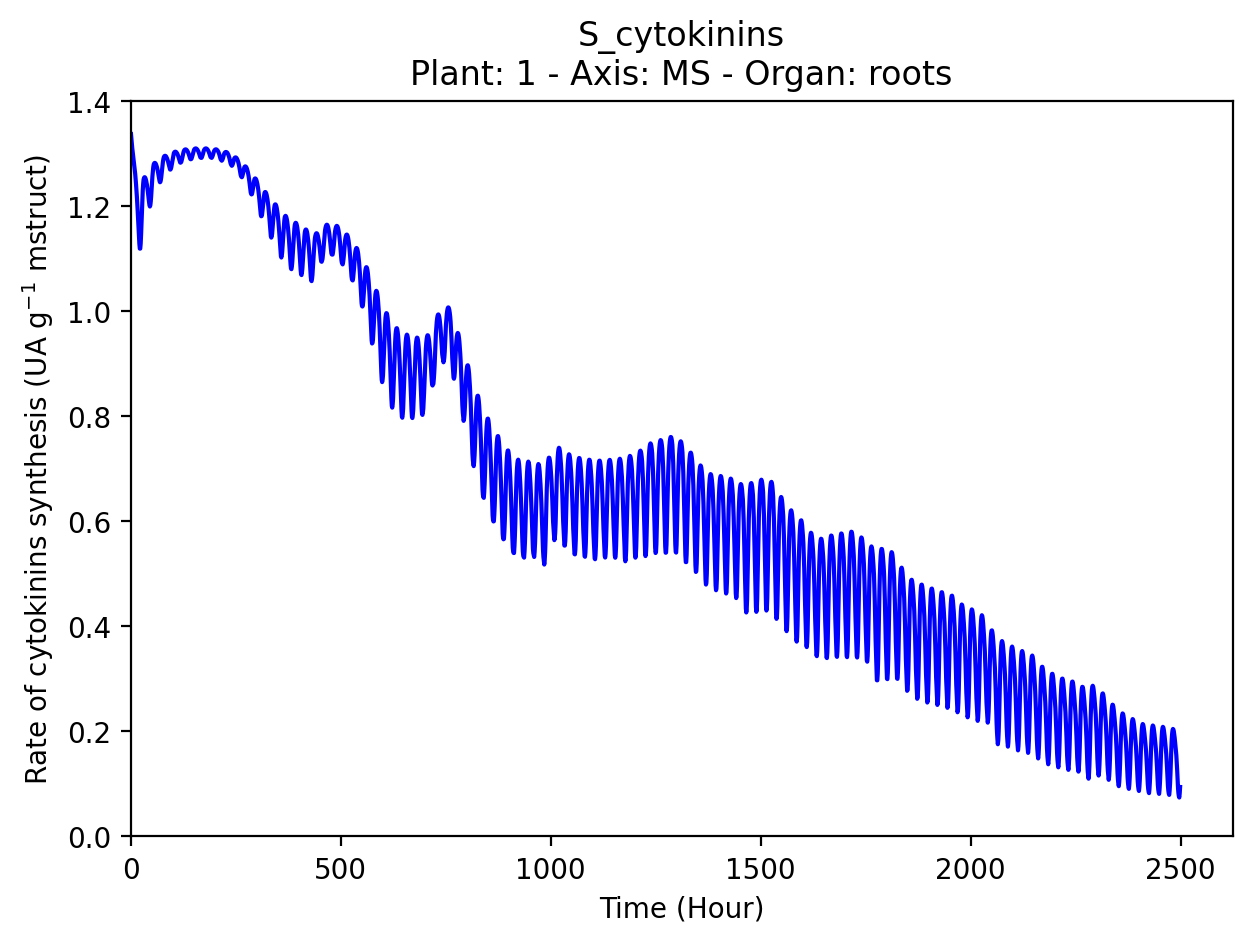 S_cytokinins
Plant: 1 - Axis: MS - Organ: roots
Rate of cytokinins synthesis (UA g⁻¹ mstruct)
1.4
1.2
1.0
0.8
0.6
0.4
0.2
0.0
0 500 1000 1500 2000 2500
Time (Hour)